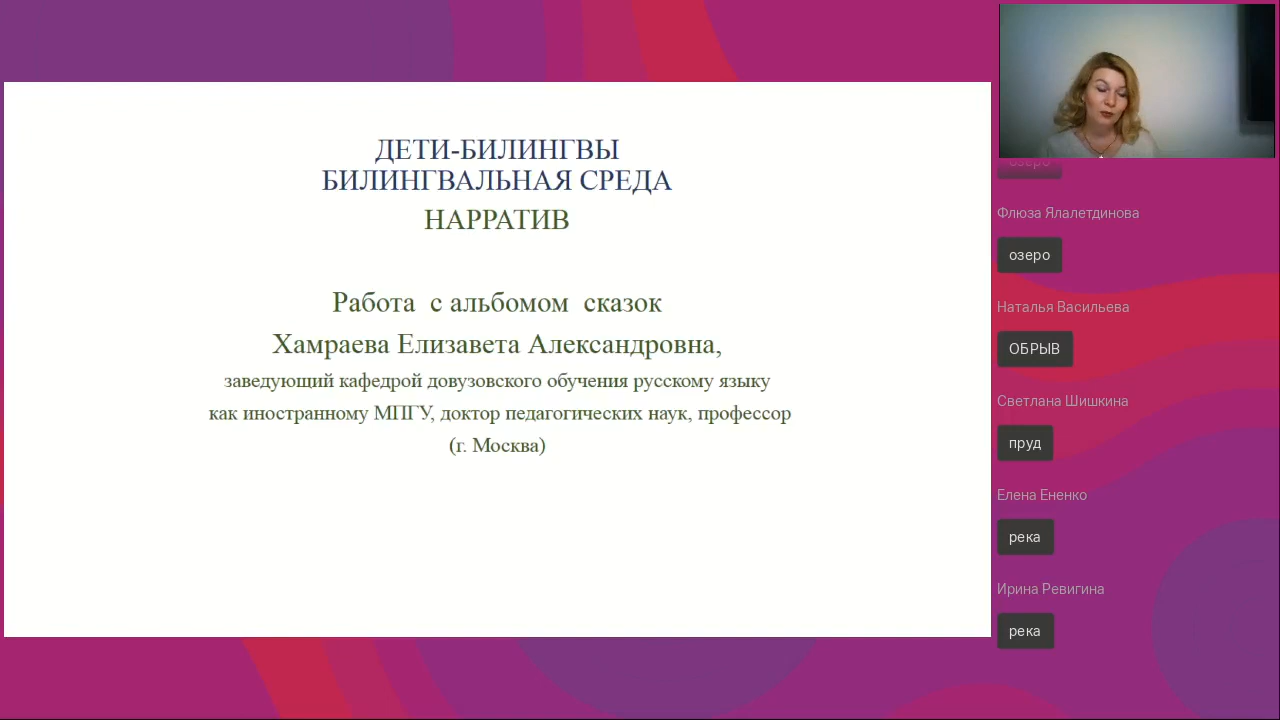 ДЕТИ-БИЛИНГВЫ
БИЛИНГВАЛЬНАЯ СРЕДА
НАРРАТИВ
Работа с альбомом сказок
Хамраева Елизавета Александровна,
заведующий кафедрой довузовского обучения русскому языку
как иностранному МПГУ, доктор педагогических наук, профессор
(г. Москва)
озеро
Флюза Ялалетдинова
озеро
Наталья Васильева
ОБРЫВ
Светлана Шишкина
пруд
Елена Ененко
река
Ирина Ревигина
река